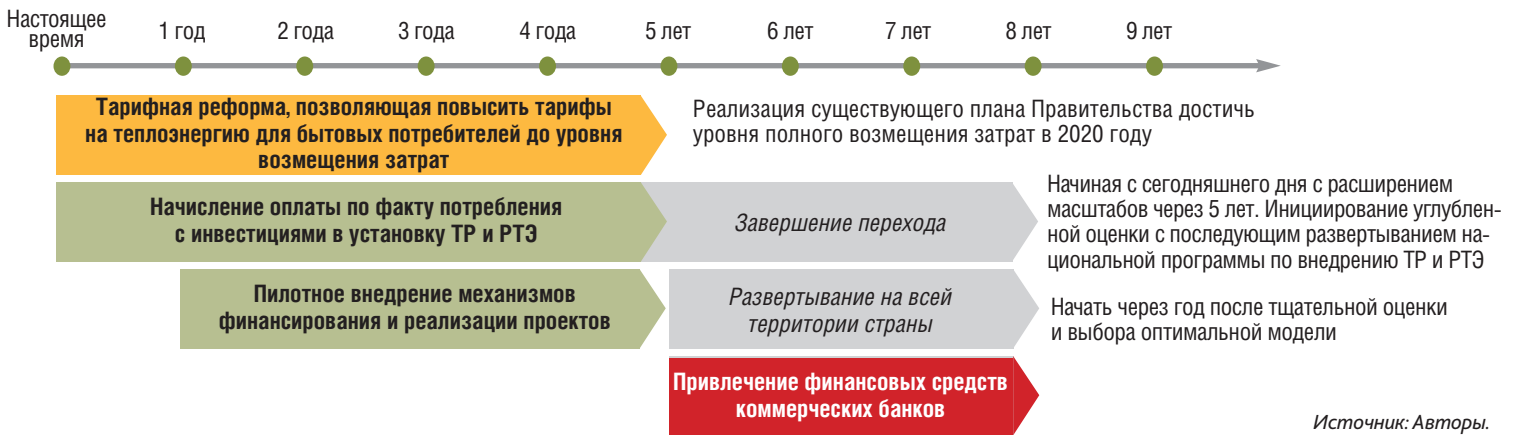 Настоящее
время
1 год
2 года
3 года
4 года
5 лет
6 лет
7 лет
8 лет
9 лет
Тарифная реформа, позволяющая повысить тарифы
на теплоэнергию для бытовых потребителей до уровня
возмещения затрат
Реализация существующего плана Правительства достичь
уровня полного возмещения затрат в 2020 году
Начисление оплаты по факту потребления
с инвестициями в установку ТР и РТЭ
Завершение перехода
Начиная с сегодняшнего дня с расширением
масштабов через 5 лет. Инициирование углублен-
ной оценки с последующим развертыванием на-
циональной программы по внедрению ТР и РТЭ
Пилотное внедрение механизмов
финансирования и реализации проектов
Развертывание на всей
территории страны
Начать через год после тщательной оценки
и выбора оптимальной модели
Привлечение финансовых средств
коммерческих банков
Источник: Авторы.